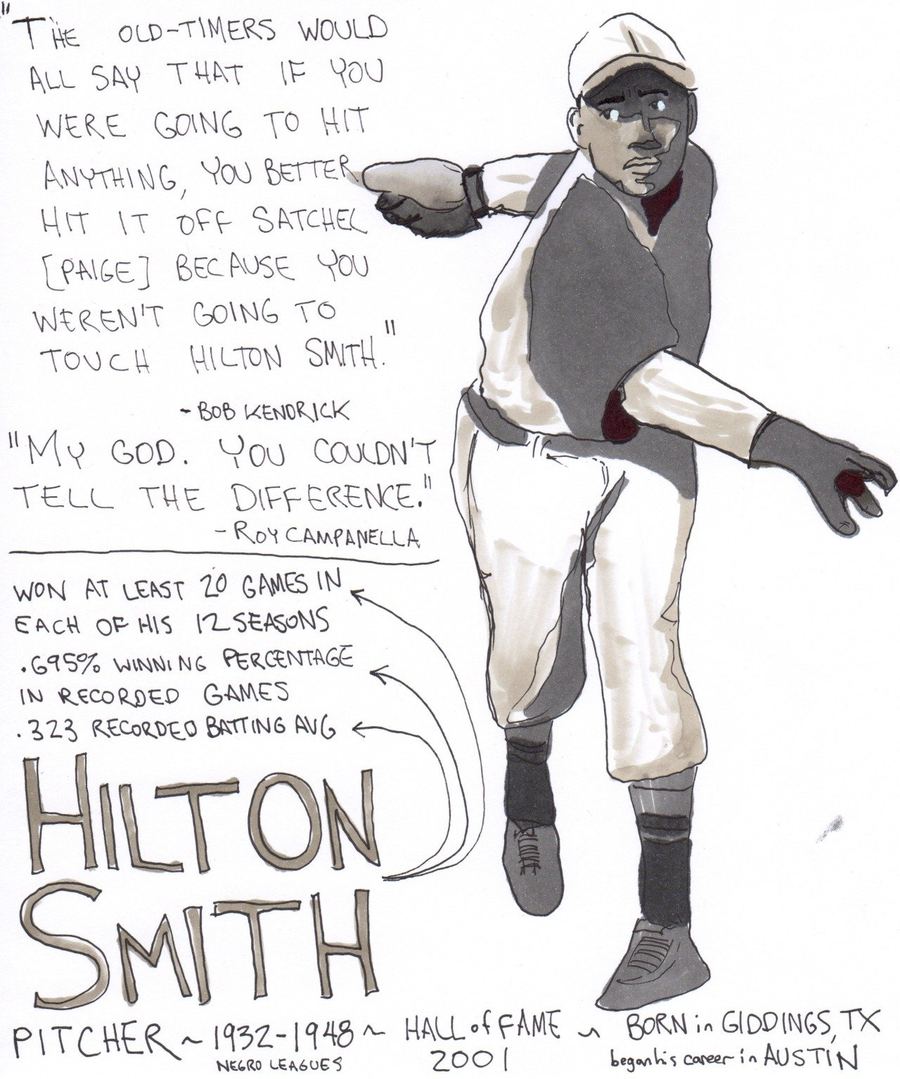 "THE OLD-TIMERS WOULD
ALL SAY THAT IF YOU
WERE GOING TO HIT
ANYTHING, YOU BETTER
HIT IT OFF SATCHEL
[PAIGE] BECAUSE YOU
WEREN'T GOING TO
TOUCH HILTON SMITH."
~BOB KENDRICK
"MY GOD. YOU COULDN'T
TELL THE DIFFERENCE."
-ROY CAMPANELLA
WON AT LEAST 20 GAMES IN
EACH OF HIS 12 SEASONS
.695% WINNING PERCENTAGE
IN RECORDED GAMES
.323 RECORDED BATTING AVG
HILTON
SMITH
PITCHER ~ 1932-1948 ~ HALL of FAME ~ BORN in GIDDINGS, TX
NEGRO LEAGUES 2001 began his career in AUSTIN